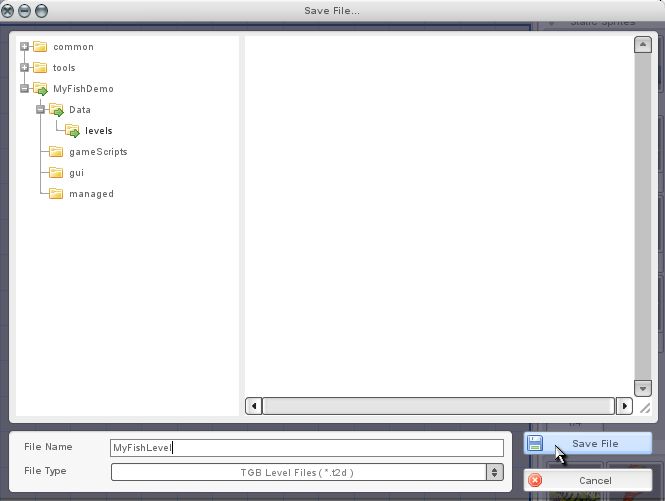 Save File...
Static Sprites
common
tools
MyFishDemo
Data
levels
gameScripts
gui
managed
File Name
MyFishLevel
Save File
File Type
TGB Level Files ( *.t2d )
Cancel